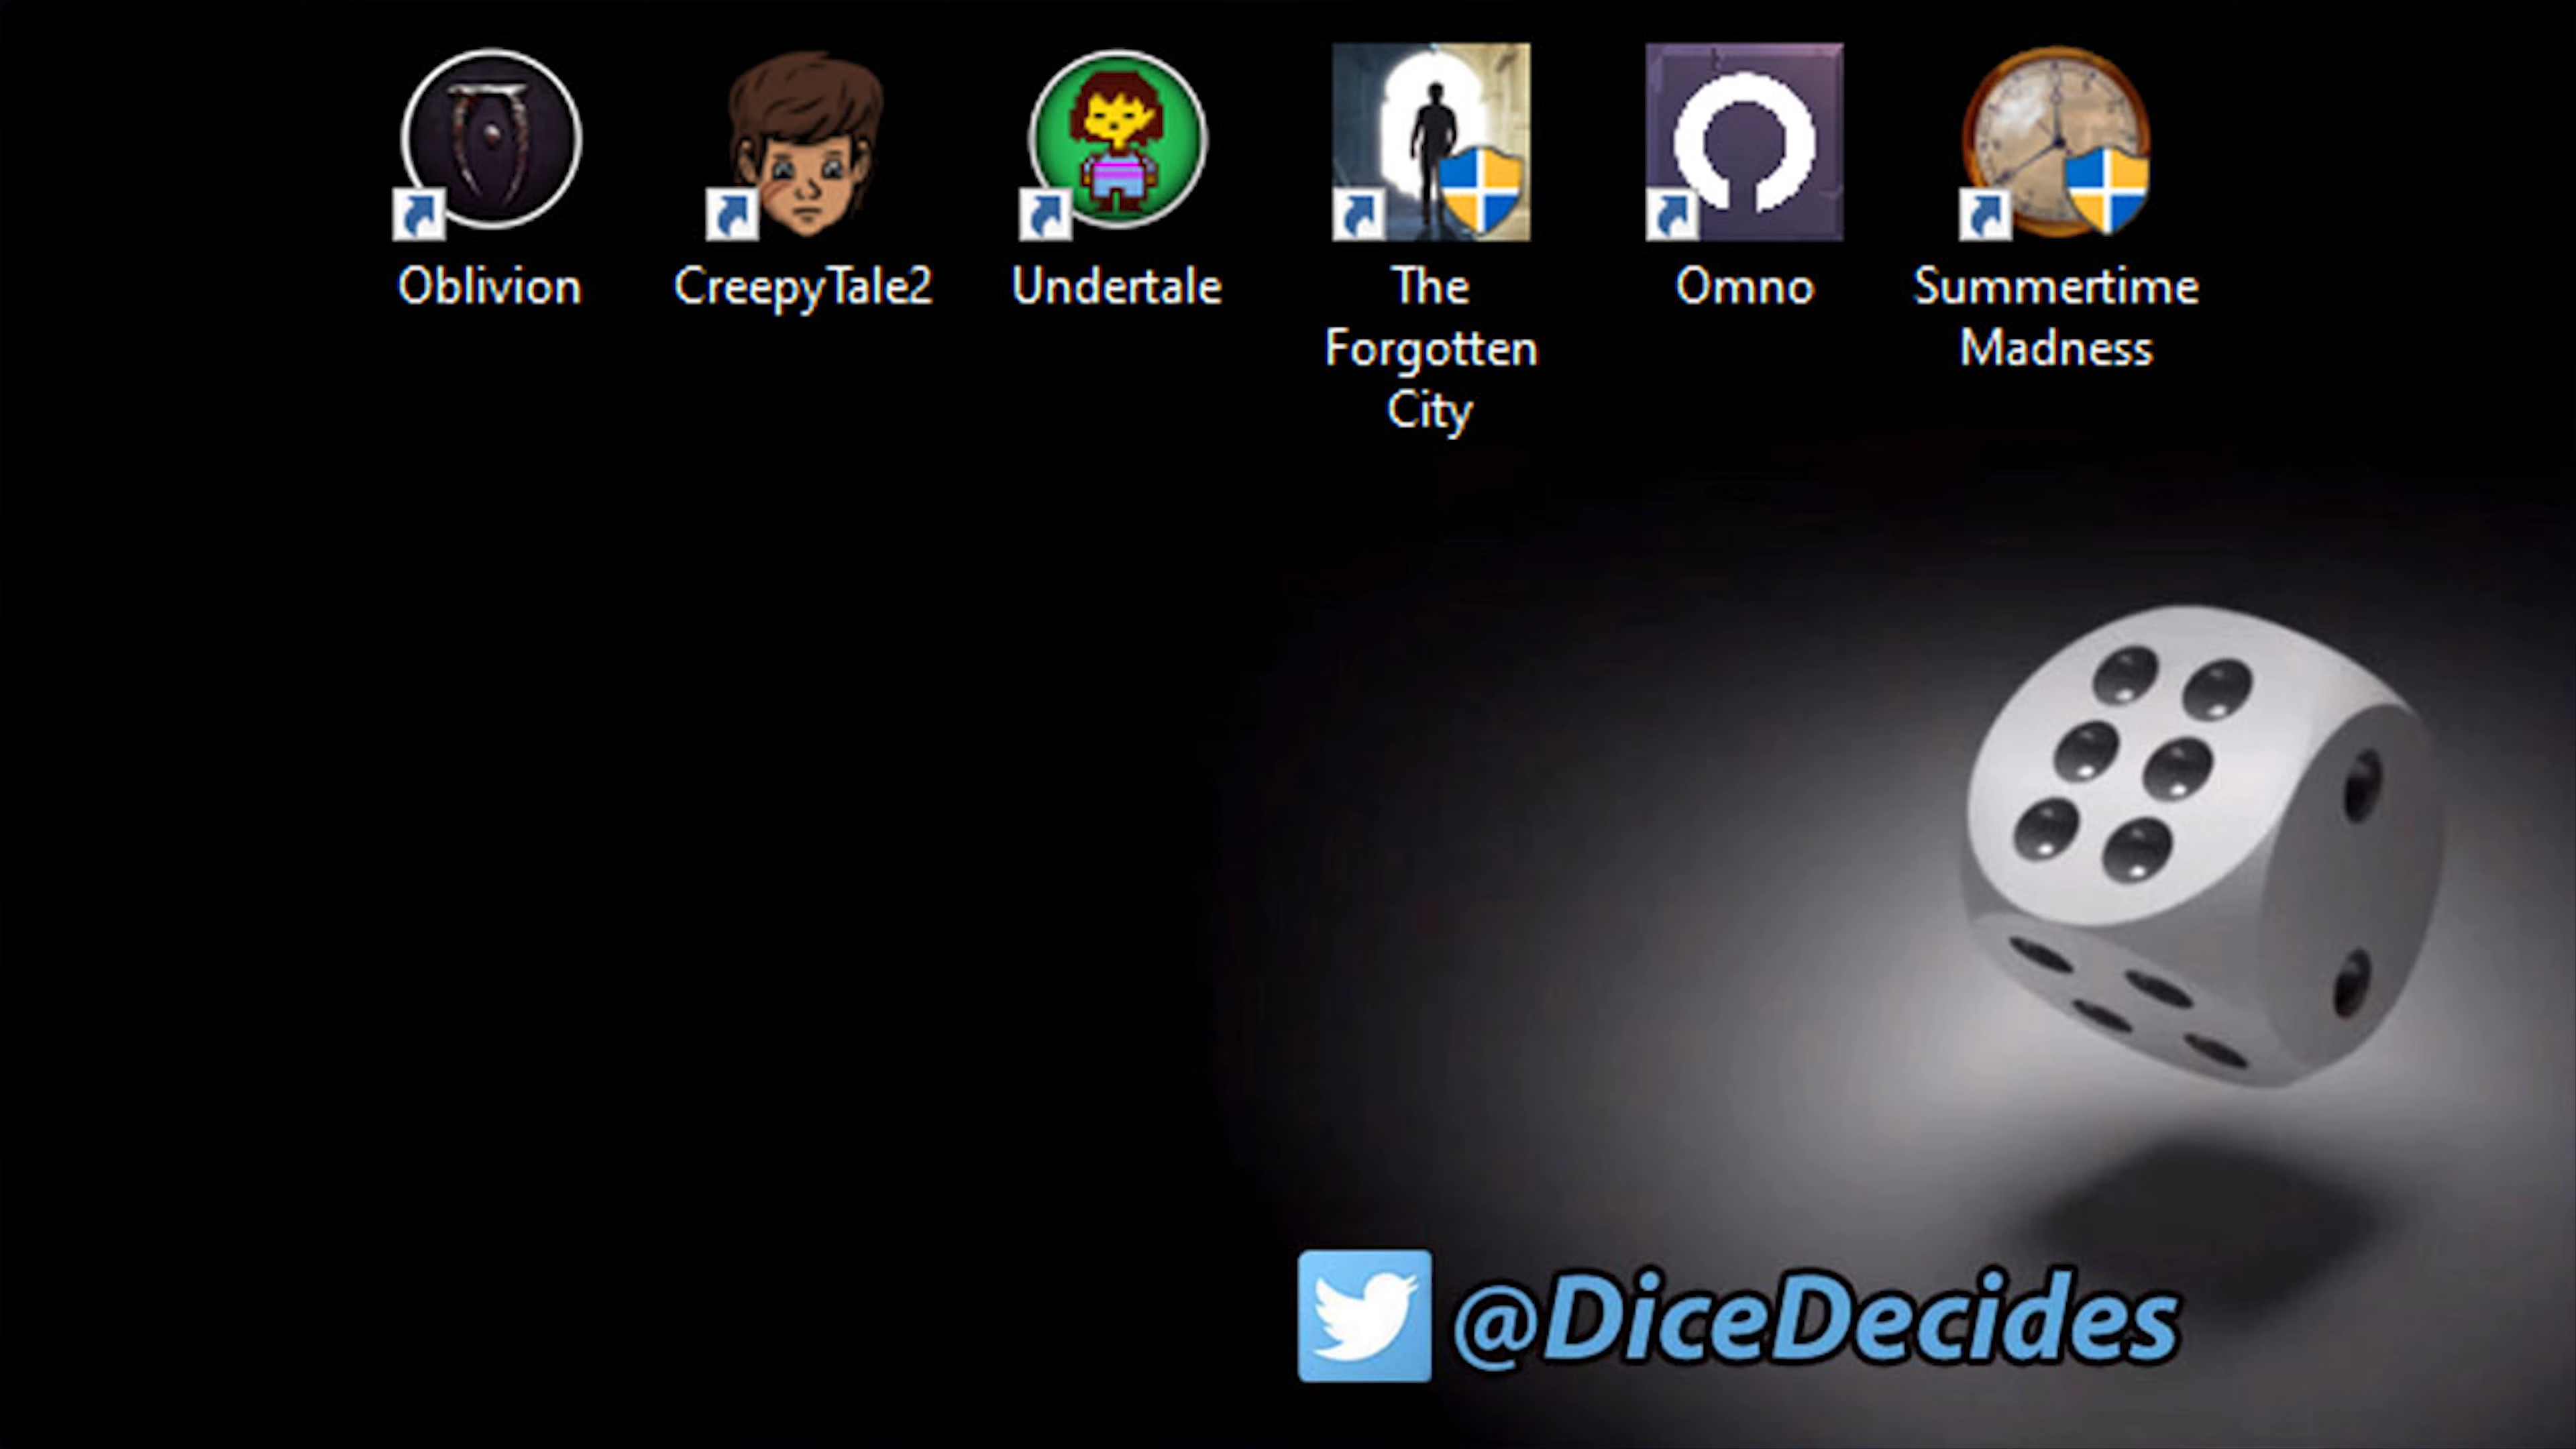 Oblivion
CreepyTale2
Undertale
The
Forgotten
City
Omno
Summertime
Madness
@DiceDecides